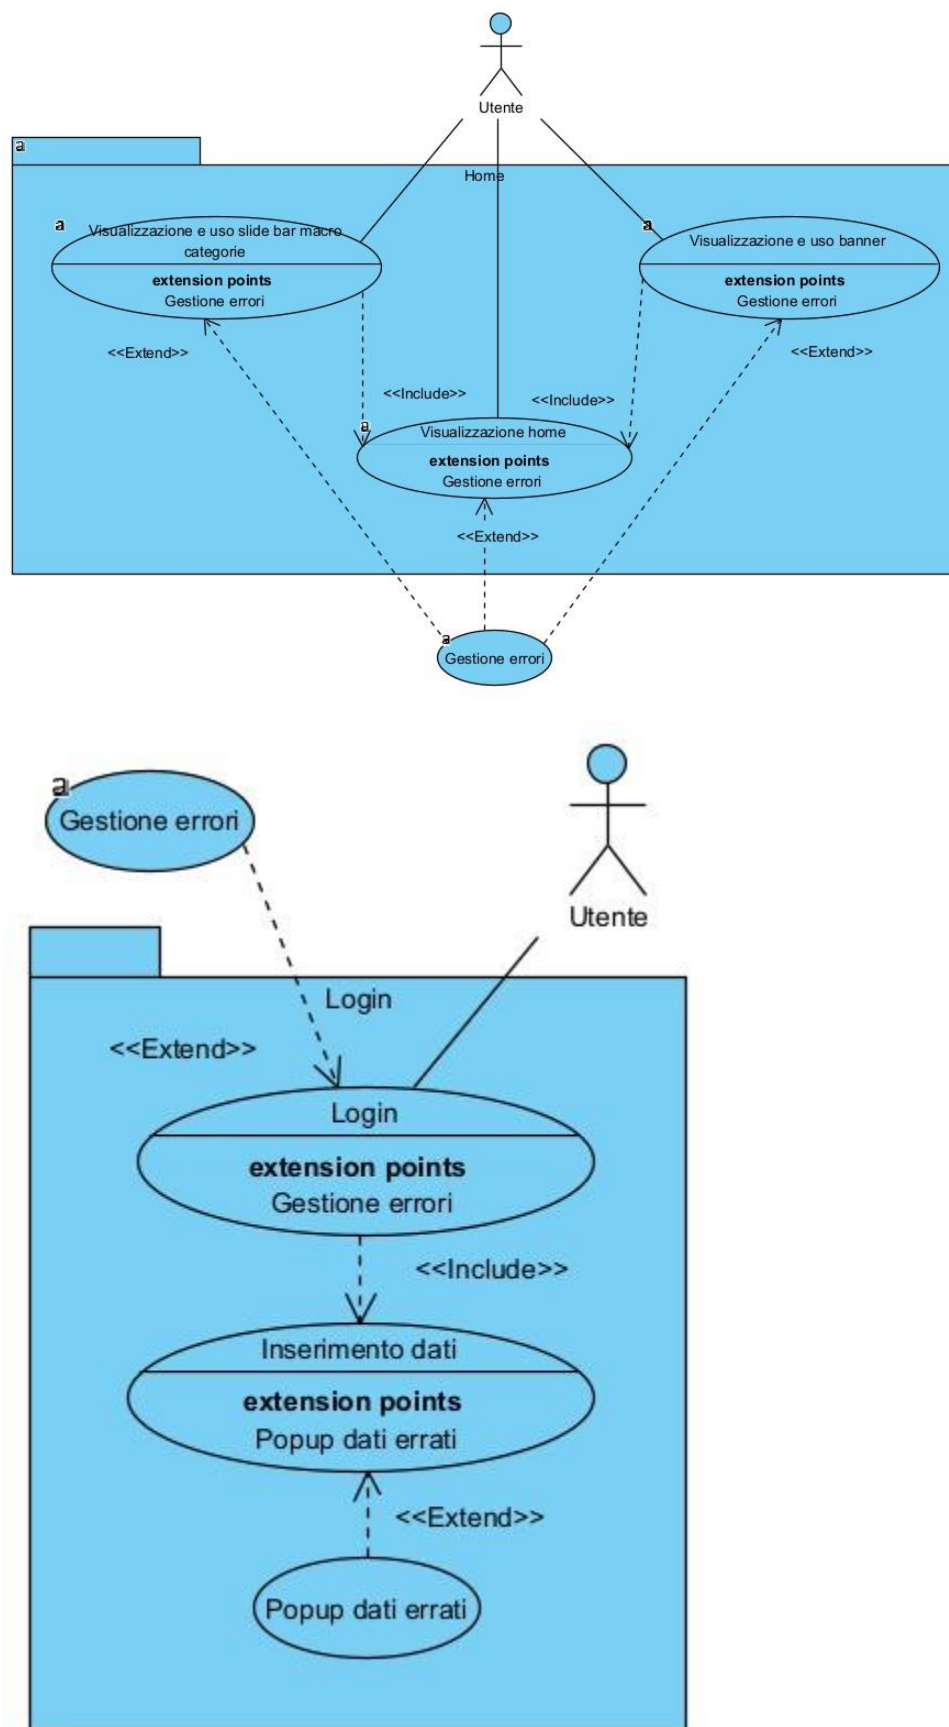 Utente
a
Home
a
Visualizzazione e uso slide bar macro
categorie
extension points
Gestione errori
a
Visualizzazione e uso banner
extension points
Gestione errori
<<Extend>>
<<Extend>>
<<Include>>
<<Include>>
a
Visualizzazione home
extension points
Gestione errori
<<Extend>>
a
Gestione errori
a
Gestione errori
Utente
Login
<<Extend>>
Login
extension points
Gestione errori
<<Include>>
Inserimento dati
extension points
Popup dati errati
<<Extend>>
Popup dati errati